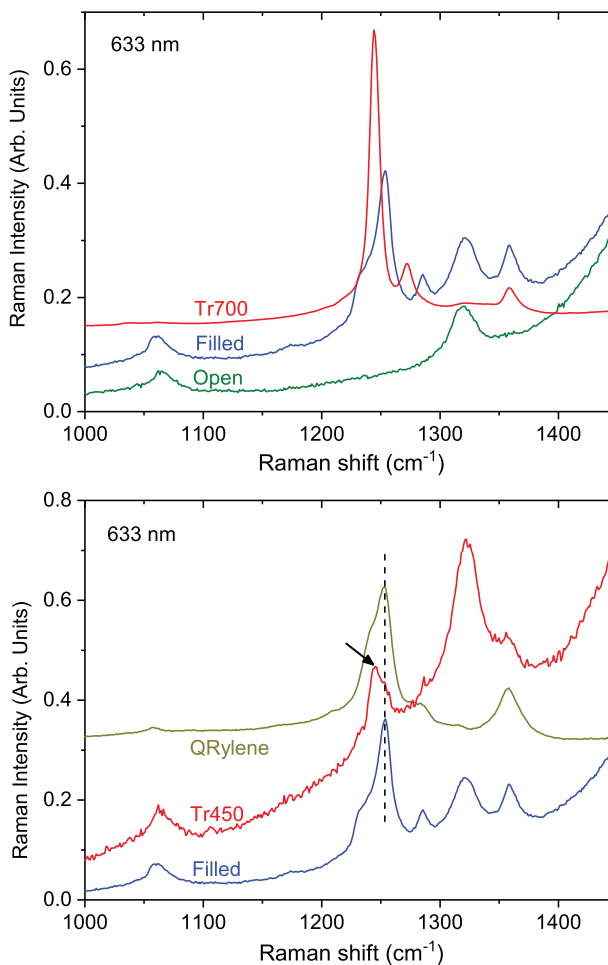 633 nm
0.6
0.4
0.2
0.0
Raman Intensity (Arb. Units)
Tr700
Filled
Open
1000 1100 1200 1300 1400
Raman shift (cm-1)
633 nm
0.8
0.6
0.4
0.2
0.0
Raman Intensity (Arb. Units)
QRylene
Tr450
Filled
1000 1100 1200 1300 1400
Raman shift (cm-1)